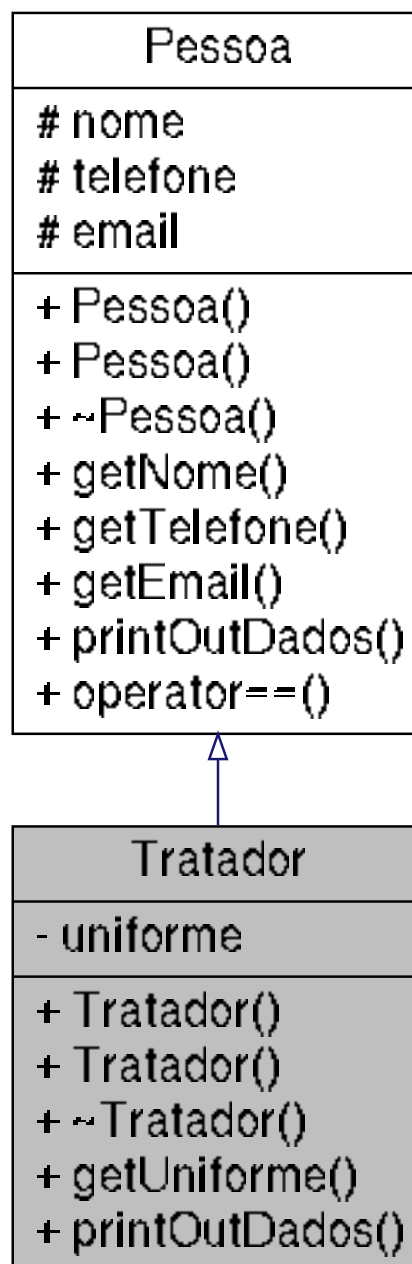 Pessoa
# nome
# telefone
# email
+ Pessoa()
+ Pessoa()
+ ~Pessoa()
+ getNome()
+ getTelefone()
+ getEmail()
+ printOutDados()
+ operator==()
Tratador
- uniforme
+ Tratador()
+ Tratador()
+ ~Tratador()
+ getUniforme()
+ printOutDados()